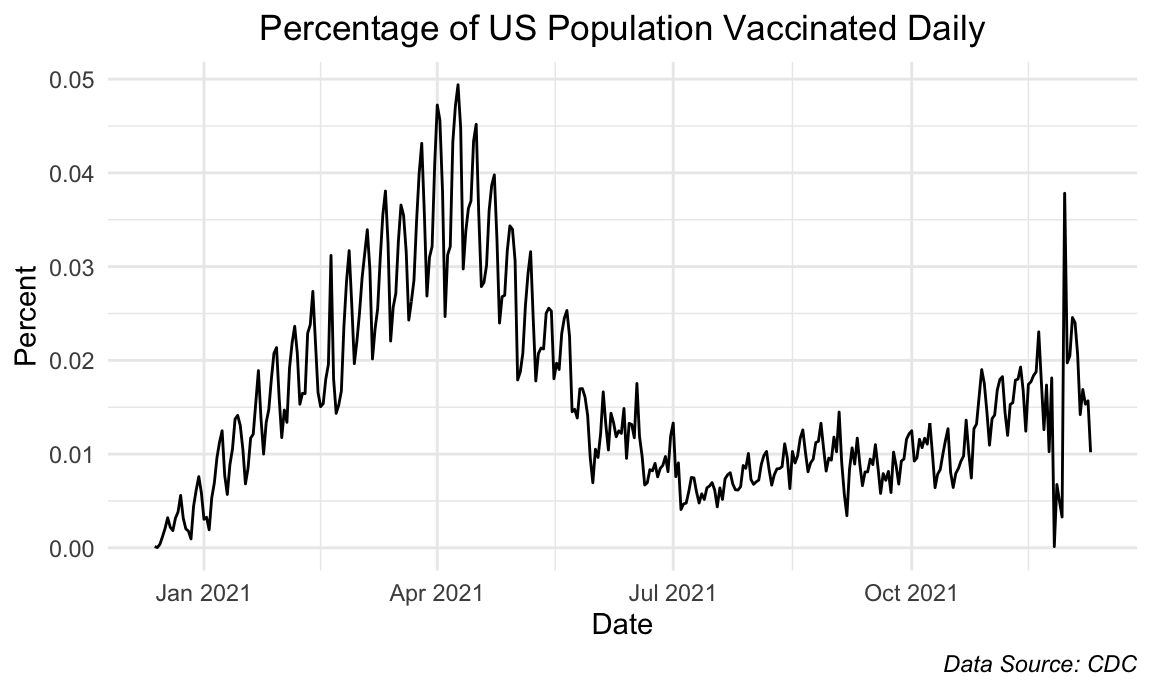 Percentage of US Population Vaccinated Daily
0.05
0.04
0.03
0.02
0.01
0.00
Percent
Jan 2021 Apr 2021 Jul 2021 Oct 2021
Date
Data Source: CDC